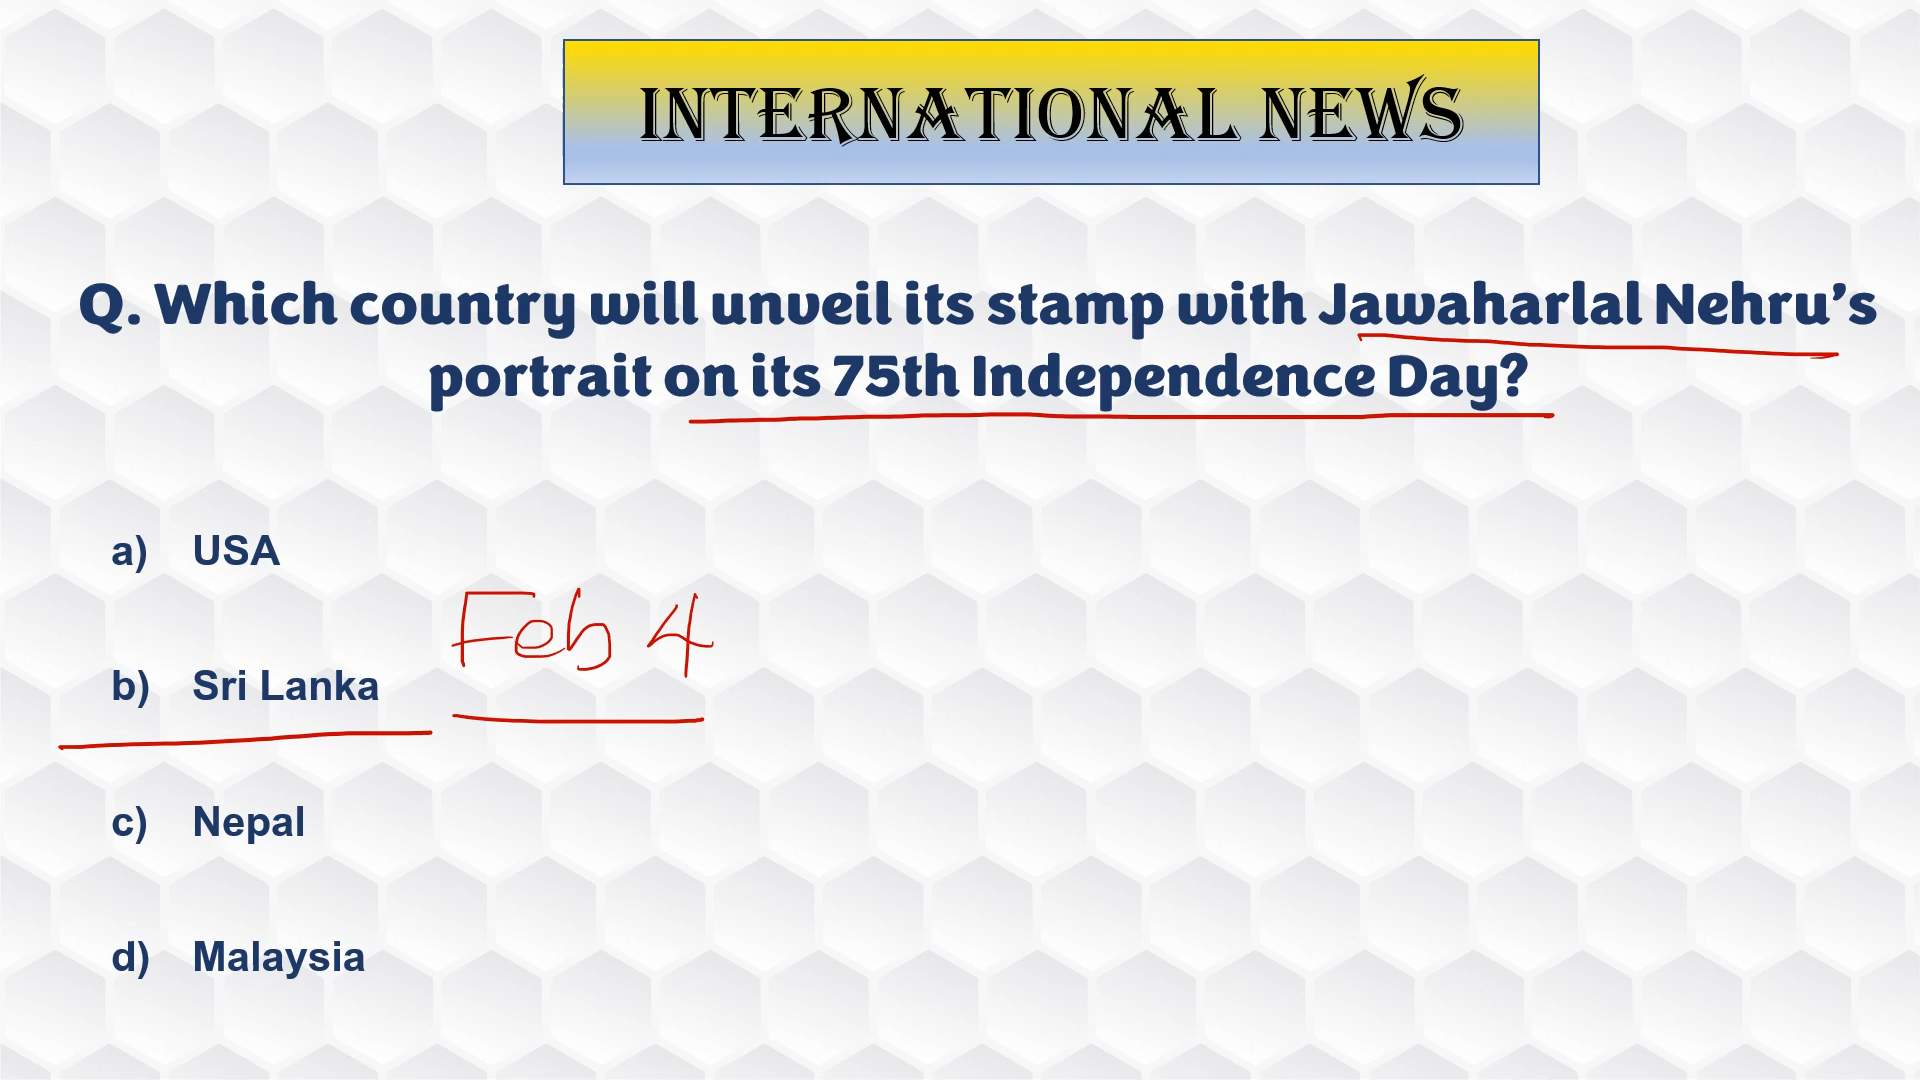 INTERNATIONAL NEWS
Q. Which country will unveil its stamp with Jawaharlal Nehru's
portrait on its 75th Independence Day?
a) USA
Feb 4
b) Sri Lanka
c) Nepal
d) Malaysia